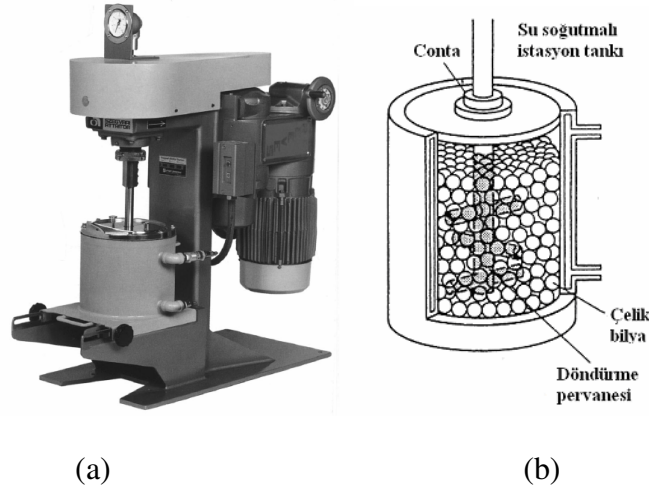 Su soğutmalı
istasyon tankı
Conta
Çelik
bilya
Döndürme
pervanesi
(a)
(b)